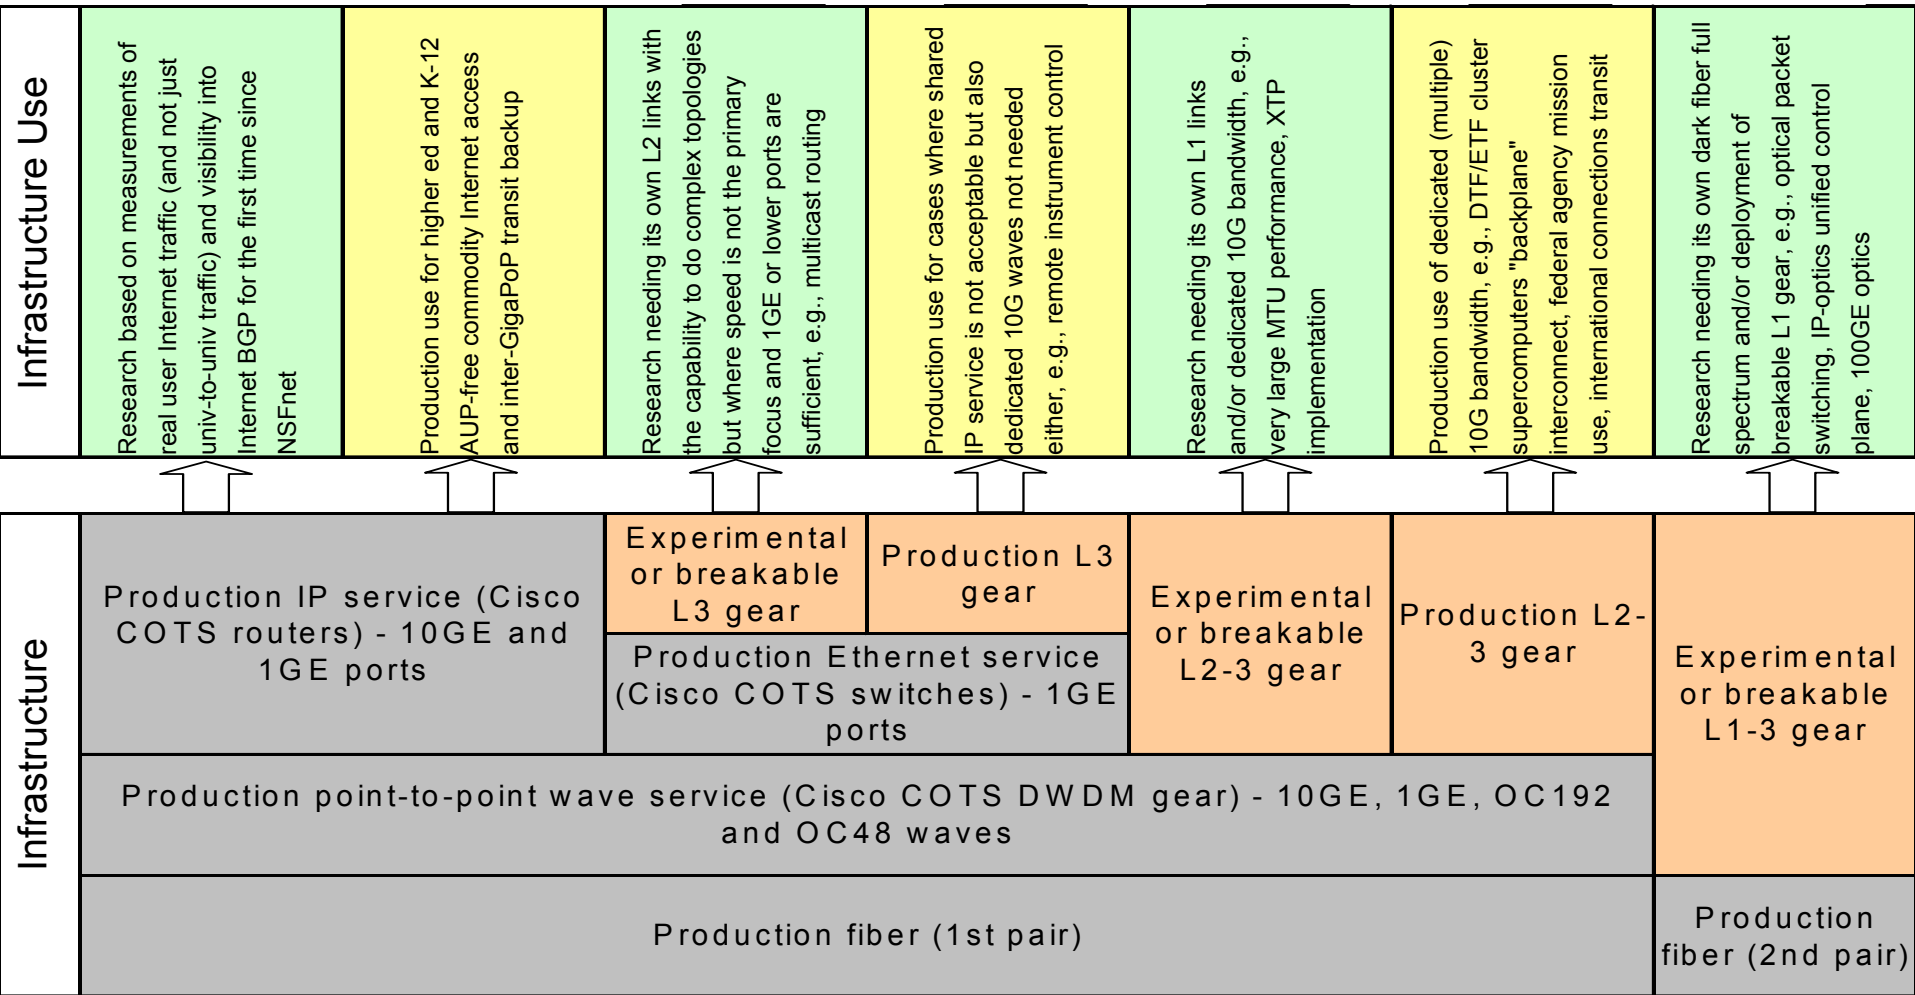 Infrastructure Use
Research based on measurements of
real user Internet traffic (and not just
univ-to-univ traffic) and visibility into
Internet BGP for the first time since
NSFnet
Production use for higher ed and K-12
AUP-free commodity Internet access
and inter-GigaPoP transit backup
Research needing its own L2 links with
the capability to do complex topologies
but where speed is not the primary
focus and 1GE or lower ports are
sufficient, e.g., multicast routing
Production use for cases where shared
IP service is not acceptable but also
dedicated 10G waves not needed
either, e.g., remote instrument control
Research needing its own L1 links
and/or dedicated 10G bandwidth, e.g.,
very large MTU performance, XTP
implementation
Production use of dedicated (multiple)
10G bandwidth, e.g., DTF/ETF cluster
supercomputers "backplane"
interconnect, federal agency mission
use, international connections transit
Research needing its own dark fiber full
spectrum and/or deployment of
breakable L1 gear, e.g., optical packet
switching, IP-optics unified control
plane, 100GE optics
Infrastructure
Production IP service (Cisco
COTS routers) - 10GE and
1GE ports
Experimental
or breakable
L3 gear
Production L3
gear
Production Ethernet service
(Cisco COTS switches) - 1GE
ports
Experimental
or breakable
L2-3 gear
Production L2-
3 gear
Experimental
or breakable
L1-3 gear
Production point-to-point wave service (Cisco COTS DWDM gear) - 10GE, 1GE, OC192
and OC48 waves
Production fiber (1st pair)
Production
fiber (2nd pair)